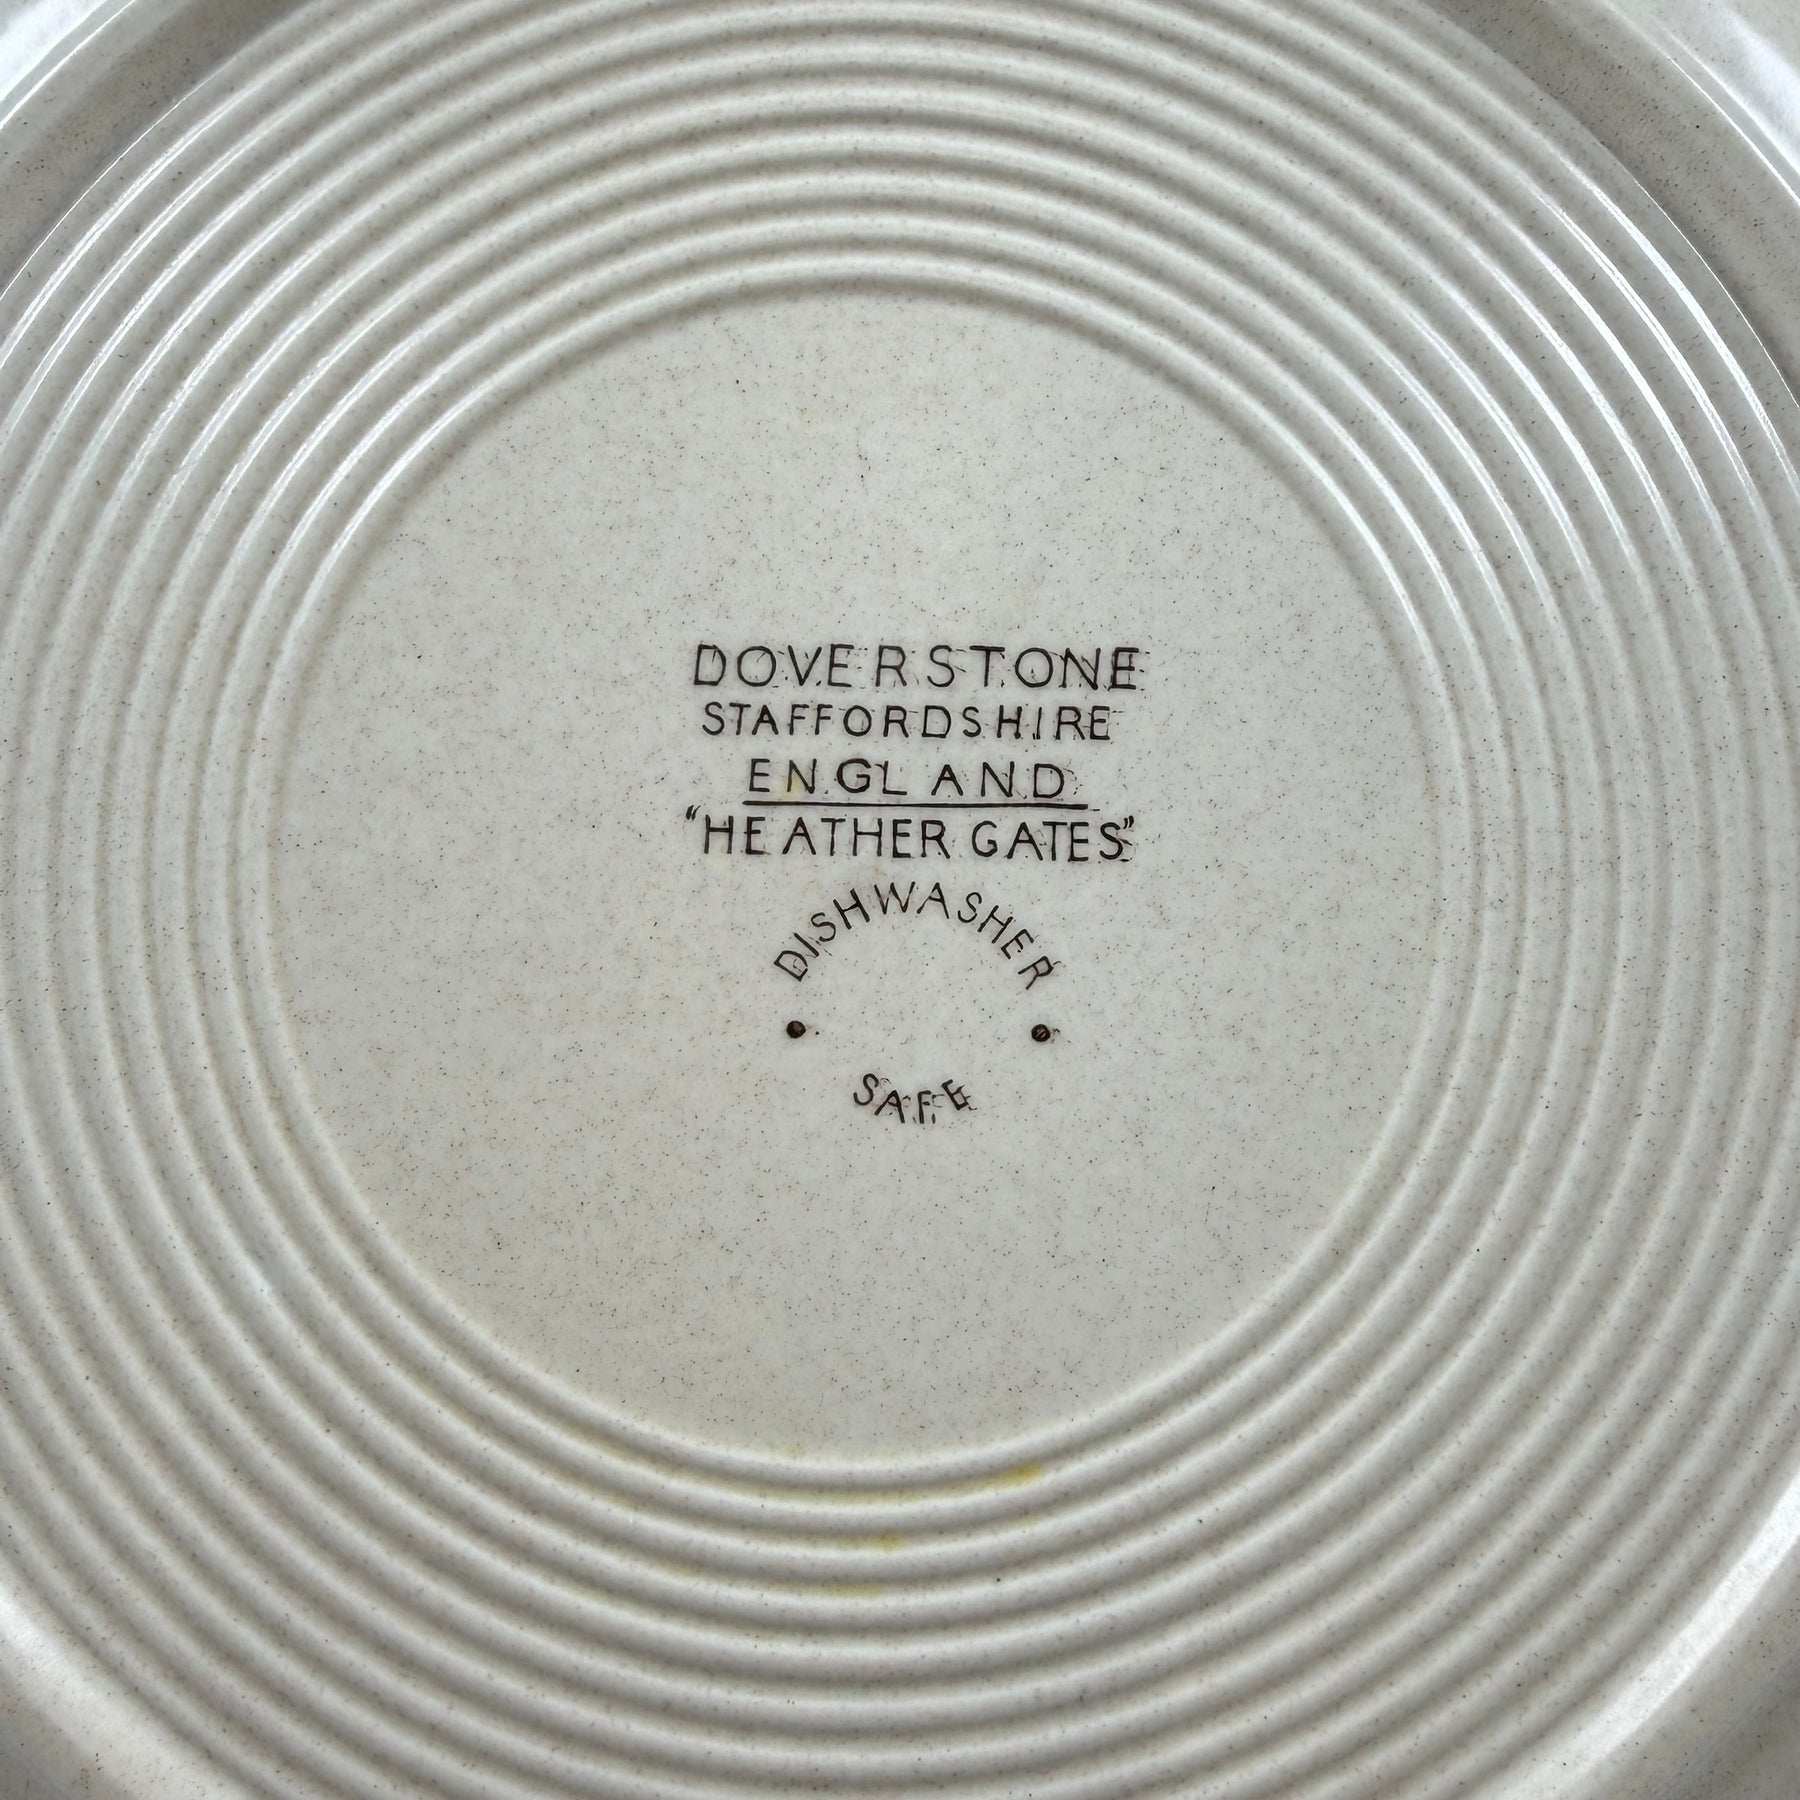 DOVERSTONE
STAFFORDSHIRE
ENGLAND
"HEATHER GATES"
DISHWASHER
SAFE